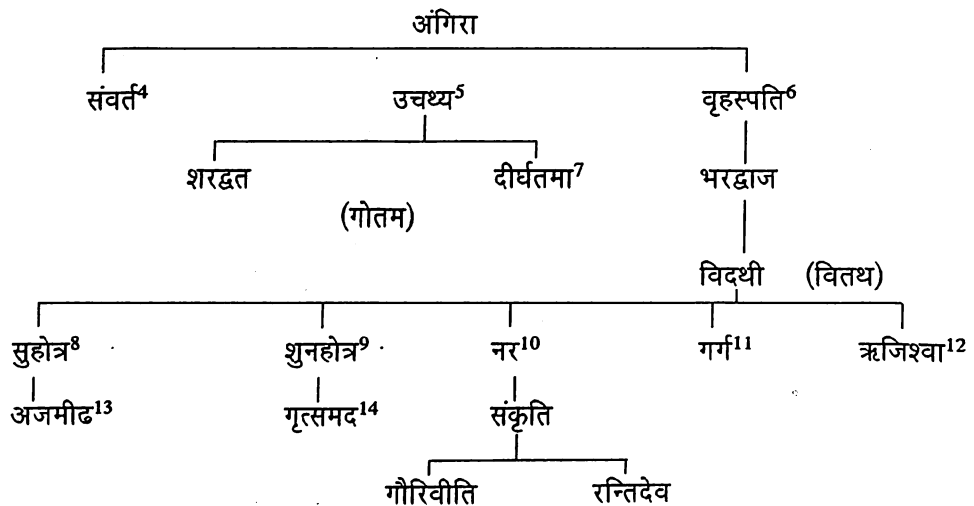 अंगिरा
संवर्त⁴ उचथ्य⁵ वृहस्पति⁶
शरद्वत दीर्घतमा⁷ भरद्वाज
(गोतम)
विदथी (वितथ)
सुहोत्र⁸ शुनहोत्र⁹ नर¹⁰ गर्ग¹¹ ऋजिश्वा¹²
अजमीढ¹³ गृत्समद¹⁴ संकृति
गौरिवीति रन्तिदेव